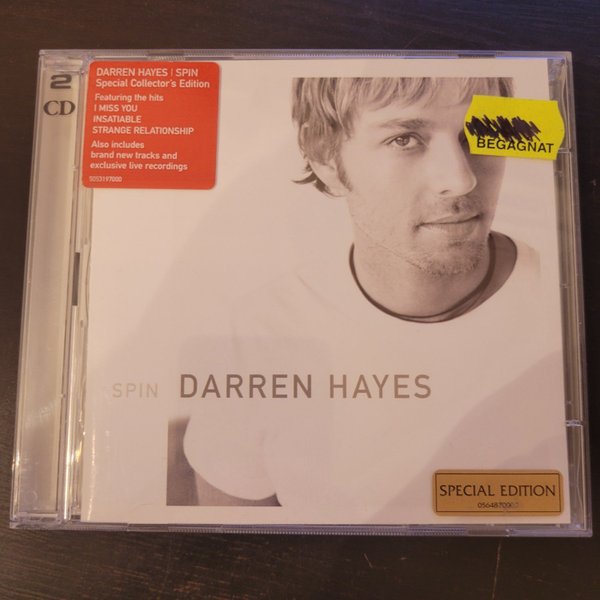 2
CD
DARREN HAYES | SPIN
Special Collector's Edition
Featuring the hits
I MISS YOU
INSATIABLE
STRANGE RELATIONSHIP
Also includes
brand new tracks and
exclusive live recordings
5053197000
BEGAGNAT
SPIN DARREN HAYES
SPECIAL EDITION